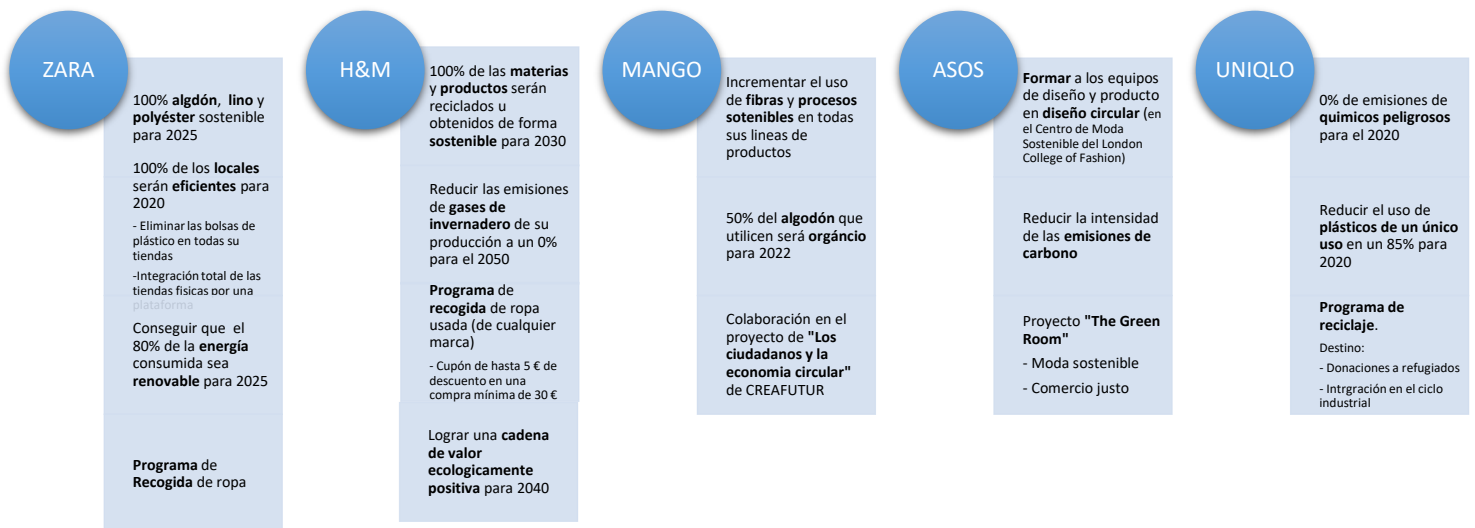 ZARA
100% algdón, lino y
polyéster sostenible
para 2025
100% de los locales
serán eficientes para
2020
- Eliminar las bolsas de
plástico en todas su
tiendas
-Integración total de las
tiendas fisicas por una
plataforma
Conseguir que el
80% de la energía
consumida sea
renovable para 2025
Programa de
Recogida de ropa
H&M
100% de las materias
y productos serán
reciclados u
obtenidos de forma
sostenible para 2030
Reducir las emisiones
de gases de
invernadero de su
producción a un 0%
para el 2050
Programa de
recogida de ropa
usada (de cualquier
marca)
- Cupón de hasta 5 € de
descuento en una
compra mínima de 30 €
Lograr una cadena
de valor
ecologicamente
positiva para 2040
MANGO
Incrementar el uso
de fibras y procesos
sotenibles en todas
sus lineas de
productos
50% del algodón que
utilicen será orgáncio
para 2022
Colaboración en el
proyecto de "Los
ciudadanos y la
economia circular"
de CREAFUTUR
ASOS
Formar a los equipos
de diseño y producto
en diseño circular (en
el Centro de Moda
Sostenible del London
College of Fashion)
Reducir la intensidad
de las emisiones de
carbono
Proyecto "The Green
Room"
- Moda sostenible
- Comercio justo
UNIQLO
0% de emisiones de
quimicos peligrosos
para el 2020
Reducir el uso de
plásticos de un único
uso en un 85% para
2020
Programa de
reciclaje.
Destino:
- Donaciones a refugiados
- Intrgración en el ciclo
industrial